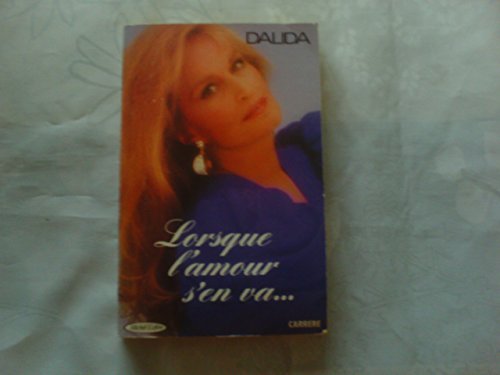 DALIDA
Lorsque
l'amour
s'en va...
CARRERE